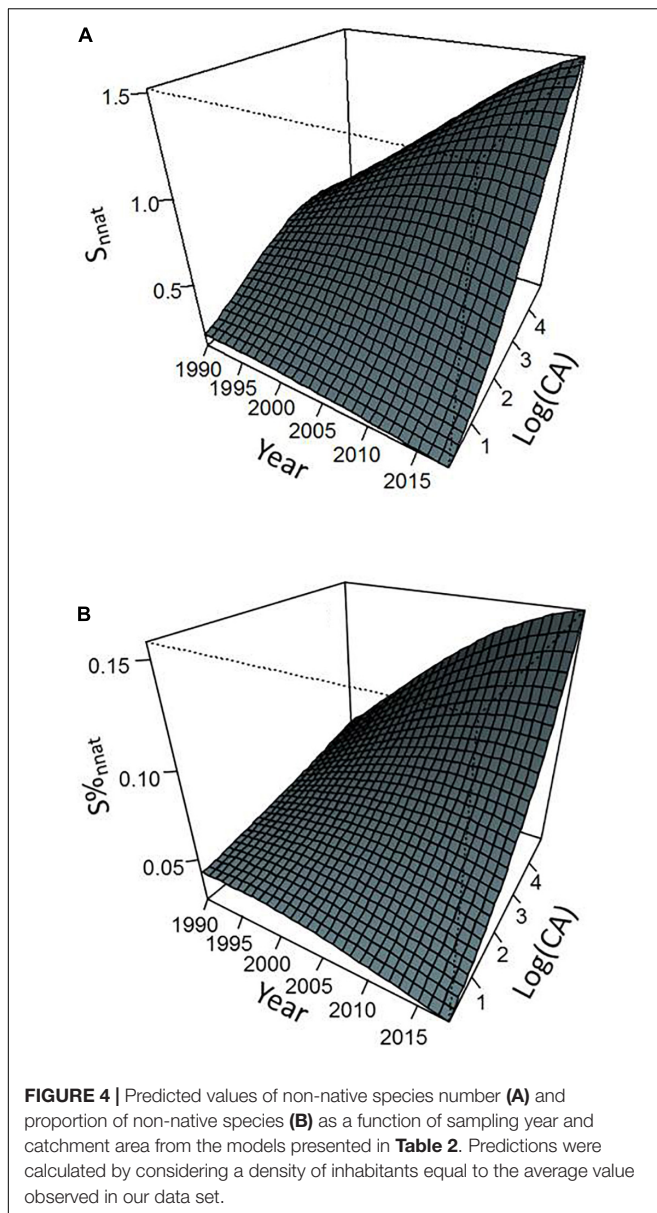 A
1.5
1.0
0.5
Snnat
1990
1995
2000
2005
2010
2015
Year
1
2
3
4
Log(CA)
B
0.15
0.10
0.05
S%nnat
1990
1995
2000
2005
2010
2015
Year
1
2
3
4
Log(CA)
FIGURE 4 | Predicted values of non-native species number (A) and
proportion of non-native species (B) as a function of sampling year and
catchment area from the models presented in Table 2. Predictions were
calculated by considering a density of inhabitants equal to the average value
observed in our data set.